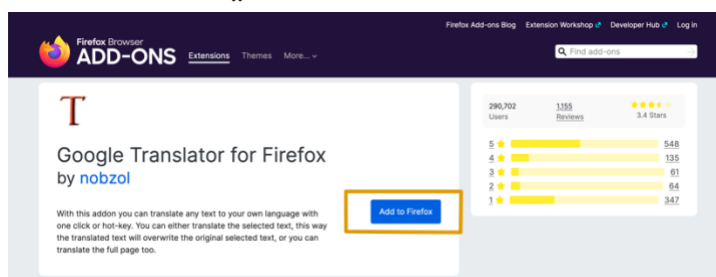 Firefox Add-ons Blog Extension Workshop Developer Hub Log in
Firefox Browser
ADD-ONS Extensions Themes More...
Find add-ons
T
Google Translator for Firefox
by nobzol
With this addon you can translate any text to your own language with
one click or hot-key. You can either translate the selected text, this way
the translated text will overwrite the original selected text, or you can
translate the full page too.
Add to Firefox
290,702 1,155
Users Reviews 3.4 Stars
5 548
4 135
3 61
2 64
1 347